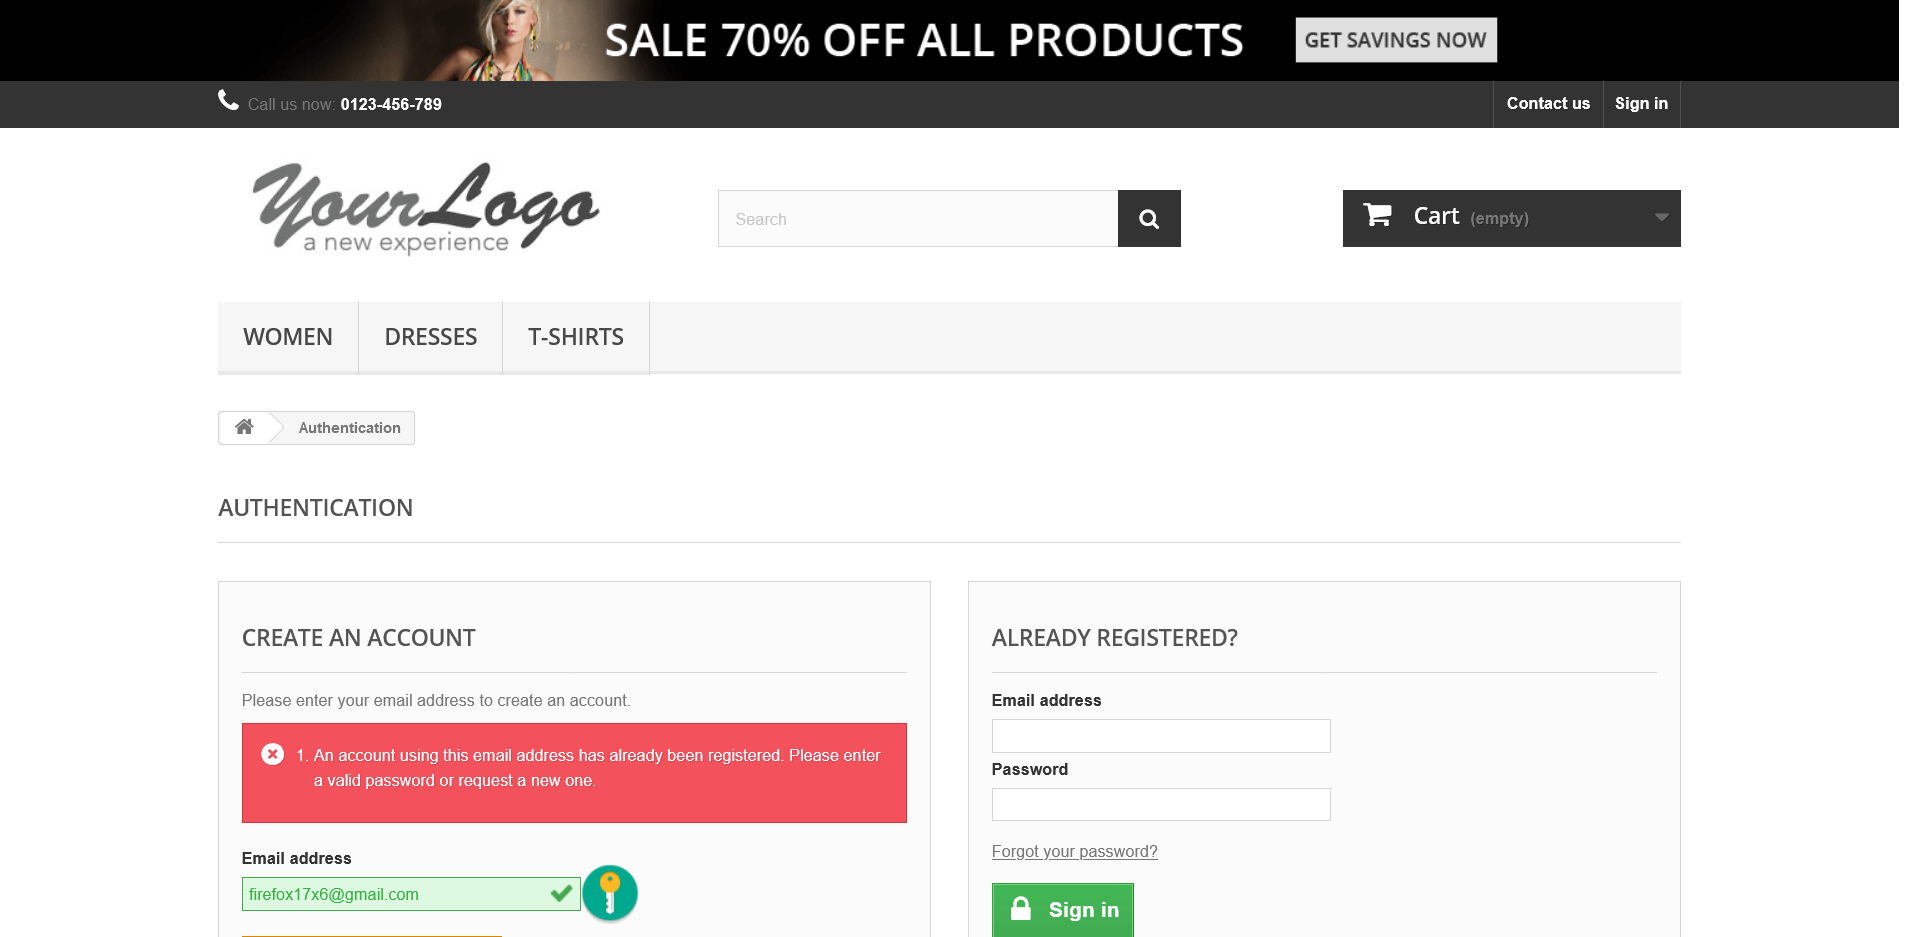 SALE 70% OFF ALL PRODUCTS
GET SAVINGS NOW
Call us now: 0123-456-789
Contact us
Sign in
Your Logo
a new experience
Search
Cart (empty)
WOMEN
DRESSES
T-SHIRTS
Authentication
AUTHENTICATION
CREATE AN ACCOUNT
Please enter your email address to create an account.
1. An account using this email address has already been registered. Please enter
a valid password or request a new one.
Email address
firefox17x6@gmail.com
ALREADY REGISTERED?
Email address
Password
Forgot your password?
Sign in